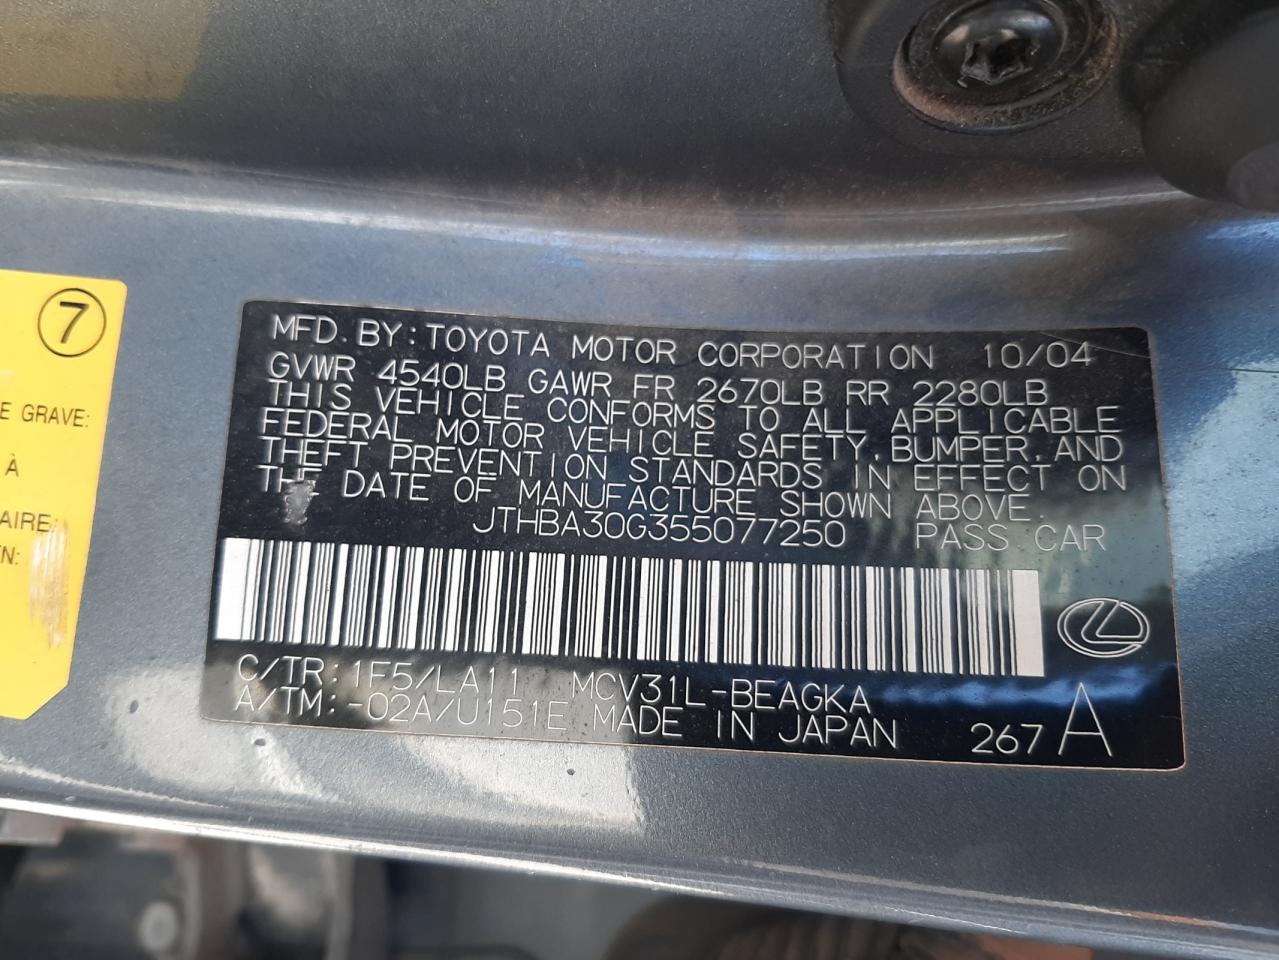 7
E GRAVE:
À
AIRE:
N:
MFD. BY: TOYOTA MOTOR CORPORATION 10/04
GVWR 4540LB GAWR FR 2670LB RR 2280LB
THIS VEHICLE CONFORMS TO ALL APPLICABLE
FEDERAL MOTOR VEHICLE SAFETY, BUMPER, AND
THEFT PREVENTION STANDARDS IN EFFECT ON
THE DATE OF MANUFACTURE SHOWN ABOVE.
JTHBA30G355077250 PASS CAR
C/TR: 1F5/LA11 MCV31L-BEAGKA
A/TM: -02A/U151E MADE IN JAPAN 267 A